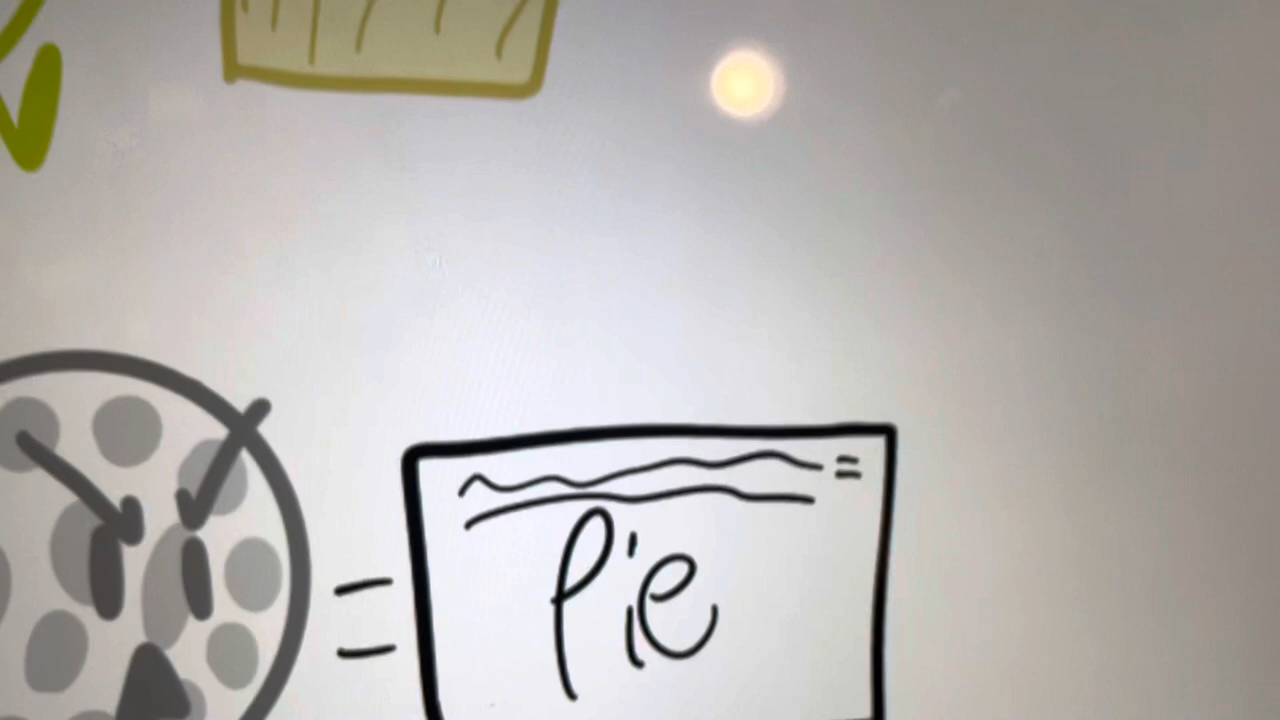 =
= Pie